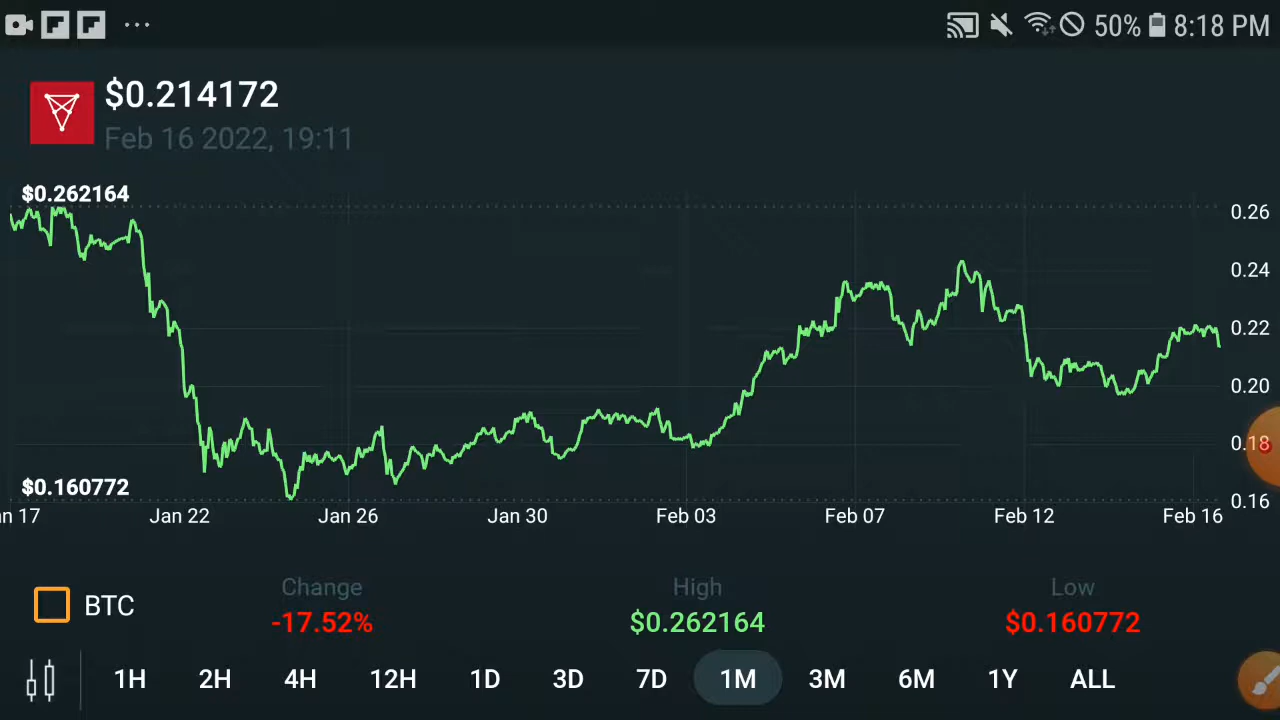 ... 50% 8:18 PM
$0.214172
Feb 16 2022, 19:11
$0.262164
0.26
0.24
0.22
0.20
0.18
$0.160772
0.16
n 17 Jan 22 Jan 26 Jan 30 Feb 03 Feb 07 Feb 12 Feb 16
Change High Low
BTC
-17.52% $0.262164 $0.160772
1H 2H 4H 12H 1D 3D 7D 1M 3M 6M 1Y ALL